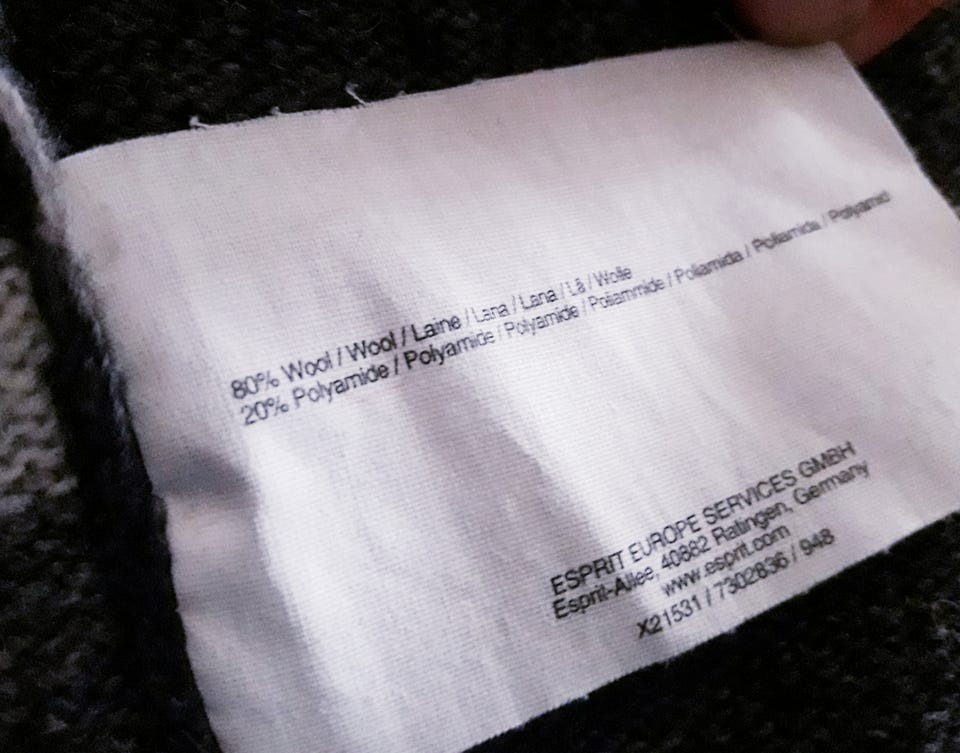 80% Wool / Wool / Laine / Lana / Lana / Lã / Wolle
20% Polyamide / Polyamide / Polyamide / Poliammide / Poliamida / Poliamida / Polyamid
ESPRIT EUROPE SERVICES GMBH
Esprit-Allee, 40882 Ratingen, Germany
www.esprit.com
X21531 / 7302836 / 948